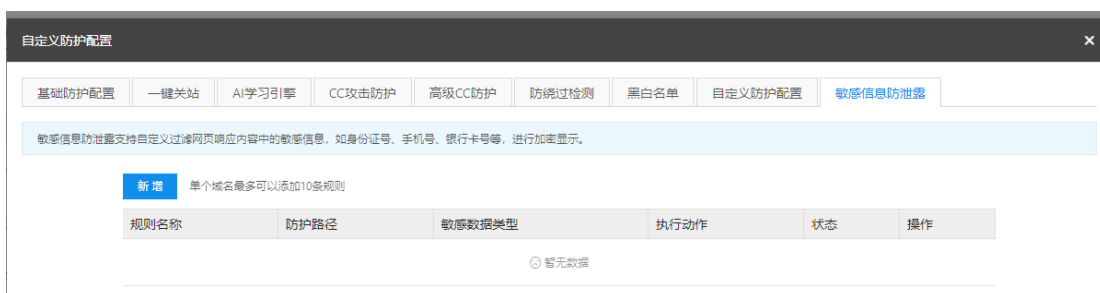 自定义防护配置 ×
基础防护配置 一键关站 AI学习引擎 CC攻击防护 高级CC防护 防绕过检测 黑白名单 自定义防护配置 敏感信息防泄露
敏感信息防泄露支持自定义过滤网页响应内容中的敏感信息，如身份证号、手机号、银行卡号等，进行加密显示。
新增 单个域名最多可以添加10条规则
规则名称 防护路径 敏感数据类型 执行动作 状态 操作
暂无数据